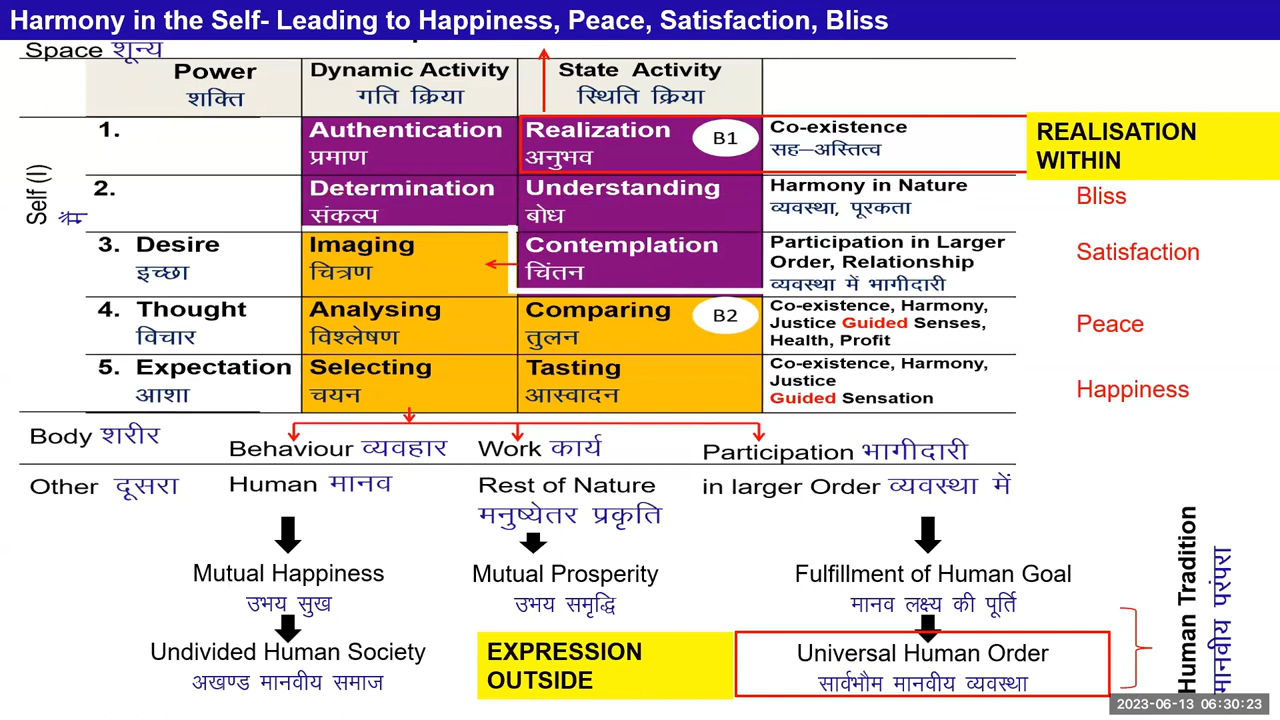 Harmony in the Self- Leading to Happiness, Peace, Satisfaction, Bliss
Space शून्य
Power
शक्ति
Dynamic Activity
गति क्रिया
State Activity
स्थिति क्रिया
Self (I)
मैं
1.
Authentication
प्रमाण
Realization
अनुभव
B1
Co-existence
सह–अस्तित्व
REALISATION
WITHIN
2.
Determination
संकल्प
Understanding
बोध
Harmony in Nature
व्यवस्था, पूरकता
Bliss
3. Desire
इच्छा
Imaging
चित्रण
Contemplation
चिंतन
Participation in Larger
Order, Relationship
व्यवस्था में भागीदारी
Satisfaction
4. Thought
विचार
Analysing
विश्लेषण
Comparing
तुलन
B2
Co-existence, Harmony,
Justice Guided Senses,
Health, Profit
Peace
5. Expectation
आशा
Selecting
चयन
Tasting
आस्वादन
Co-existence, Harmony,
Justice
Guided Sensation
Happiness
Body शरीर
Behaviour व्यवहार
Work कार्य
Participation भागीदारी
Other दूसरा
Human मानव
Rest of Nature
मनुष्येतर प्रकृति
in larger Order व्यवस्था में
Mutual Happiness
उभय सुख
Mutual Prosperity
उभय समृद्धि
Fulfillment of Human Goal
मानव लक्ष्य की पूर्ति
Undivided Human Society
अखण्ड मानवीय समाज
EXPRESSION
OUTSIDE
Universal Human Order
सार्वभौम मानवीय व्यवस्था
Human Tradition
मानवीय परंपरा
2023-06-13 06:30:23